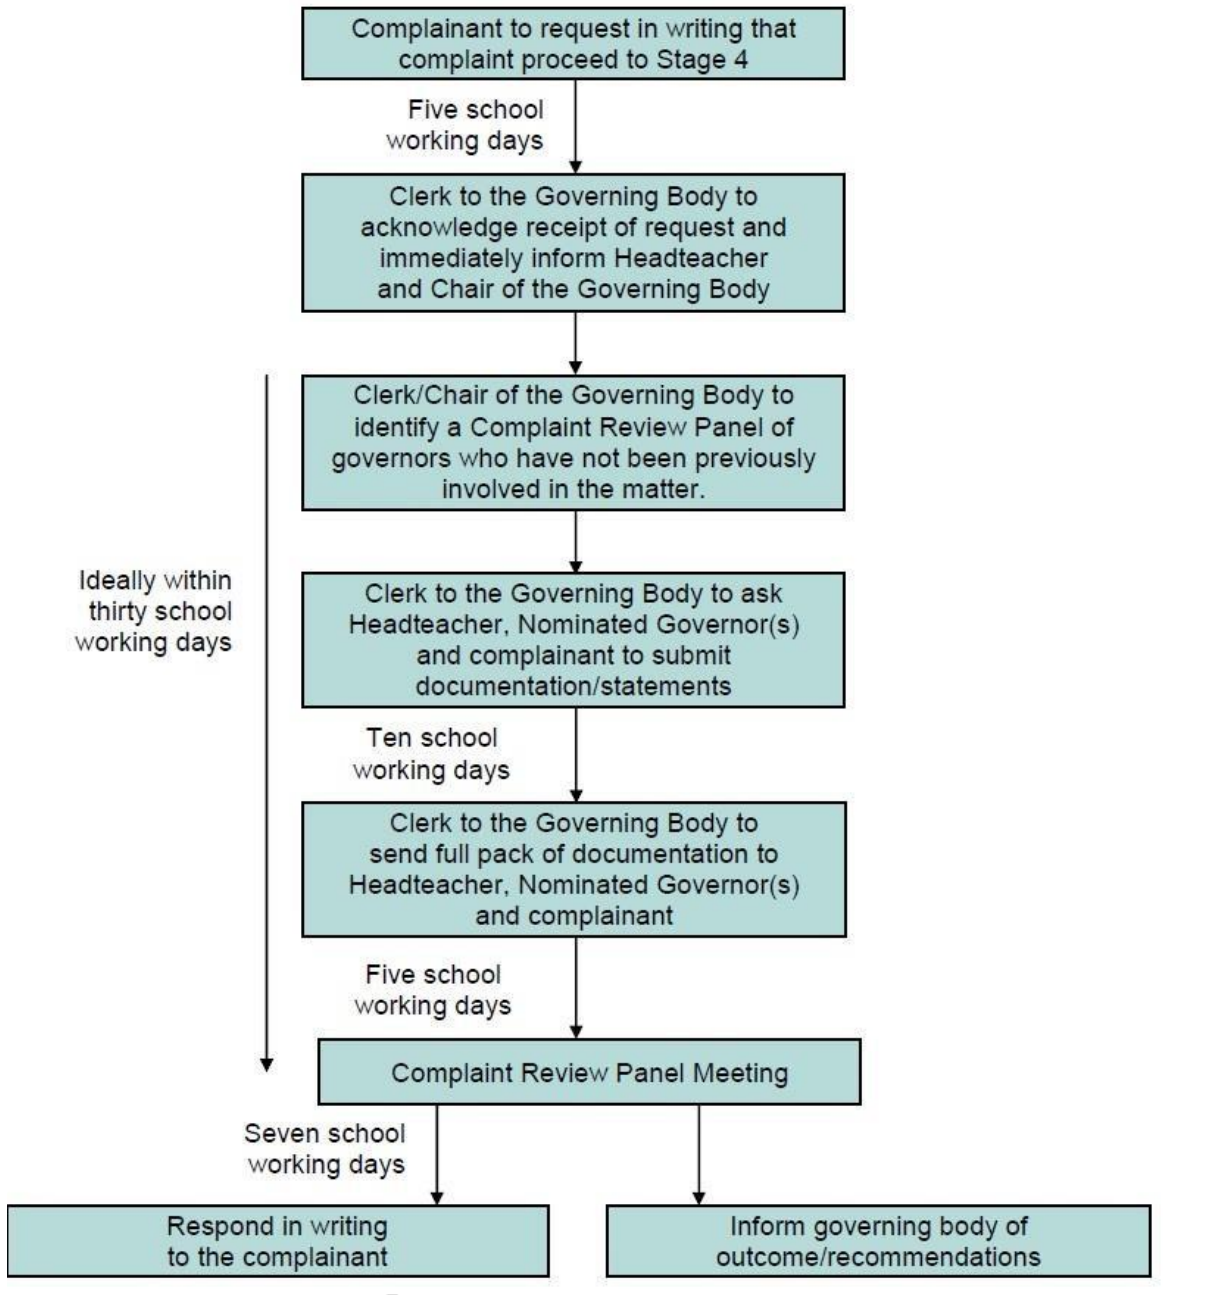 Complainant to request in writing that
complaint proceed to Stage 4
Five school
working days
Clerk to the Governing Body to
acknowledge receipt of request and
immediately inform Headteacher
and Chair of the Governing Body
Clerk/Chair of the Governing Body to
identify a Complaint Review Panel of
governors who have not been previously
involved in the matter.
Ideally within
thirty school
working days
Clerk to the Governing Body to ask
Headteacher, Nominated Governor(s)
and complainant to submit
documentation/statements
Ten school
working days
Clerk to the Governing Body to
send full pack of documentation to
Headteacher, Nominated Governor(s)
and complainant
Five school
working days
Complaint Review Panel Meeting
Seven school
working days
Respond in writing
to the complainant
Inform governing body of
outcome/recommendations